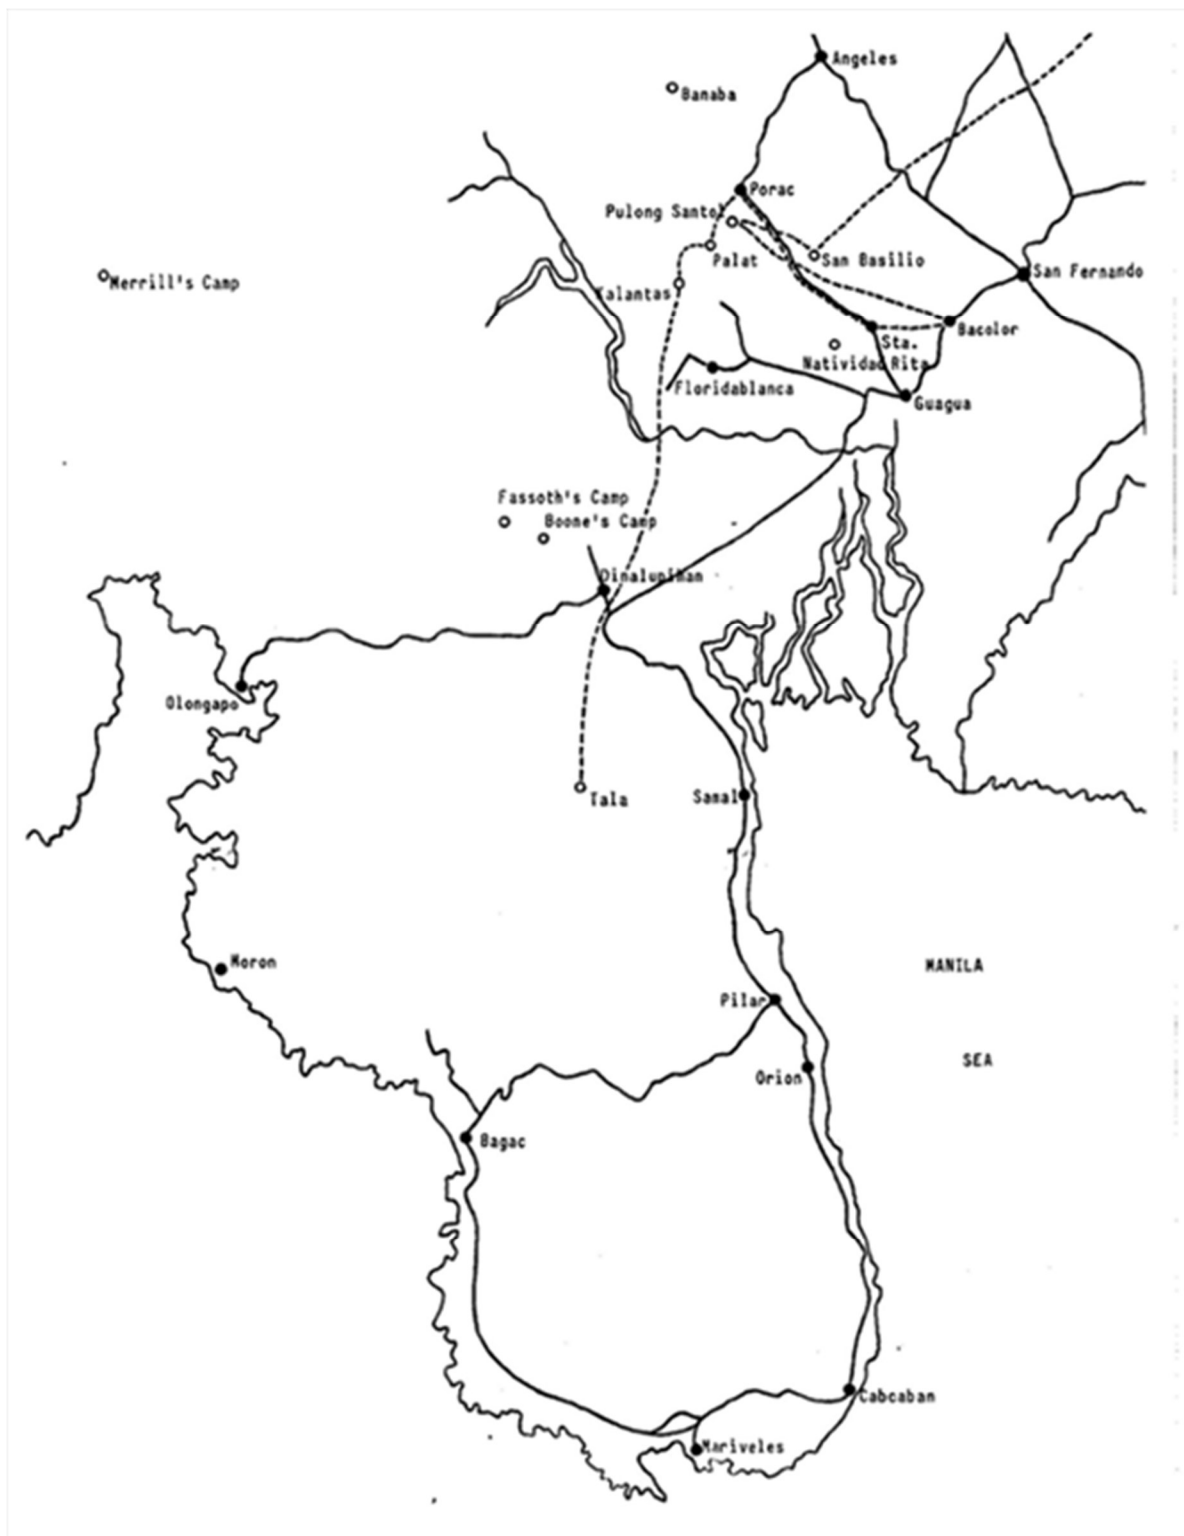 Angeles
Banaba
Porac
Pulong Santol
Palat
San Basilio
San Fernando
Merrill's Camp
Kalantas
Bacolor
Sta.
Natividad Rita
Floridablanca
Guagua
Fassoth's Camp
Boone's Camp
Dinalupihan
Olongapo
Tala
Samal
Moron
MANILA
Pilar
SEA
Orion
Bagac
Cabcaban
Mariveles